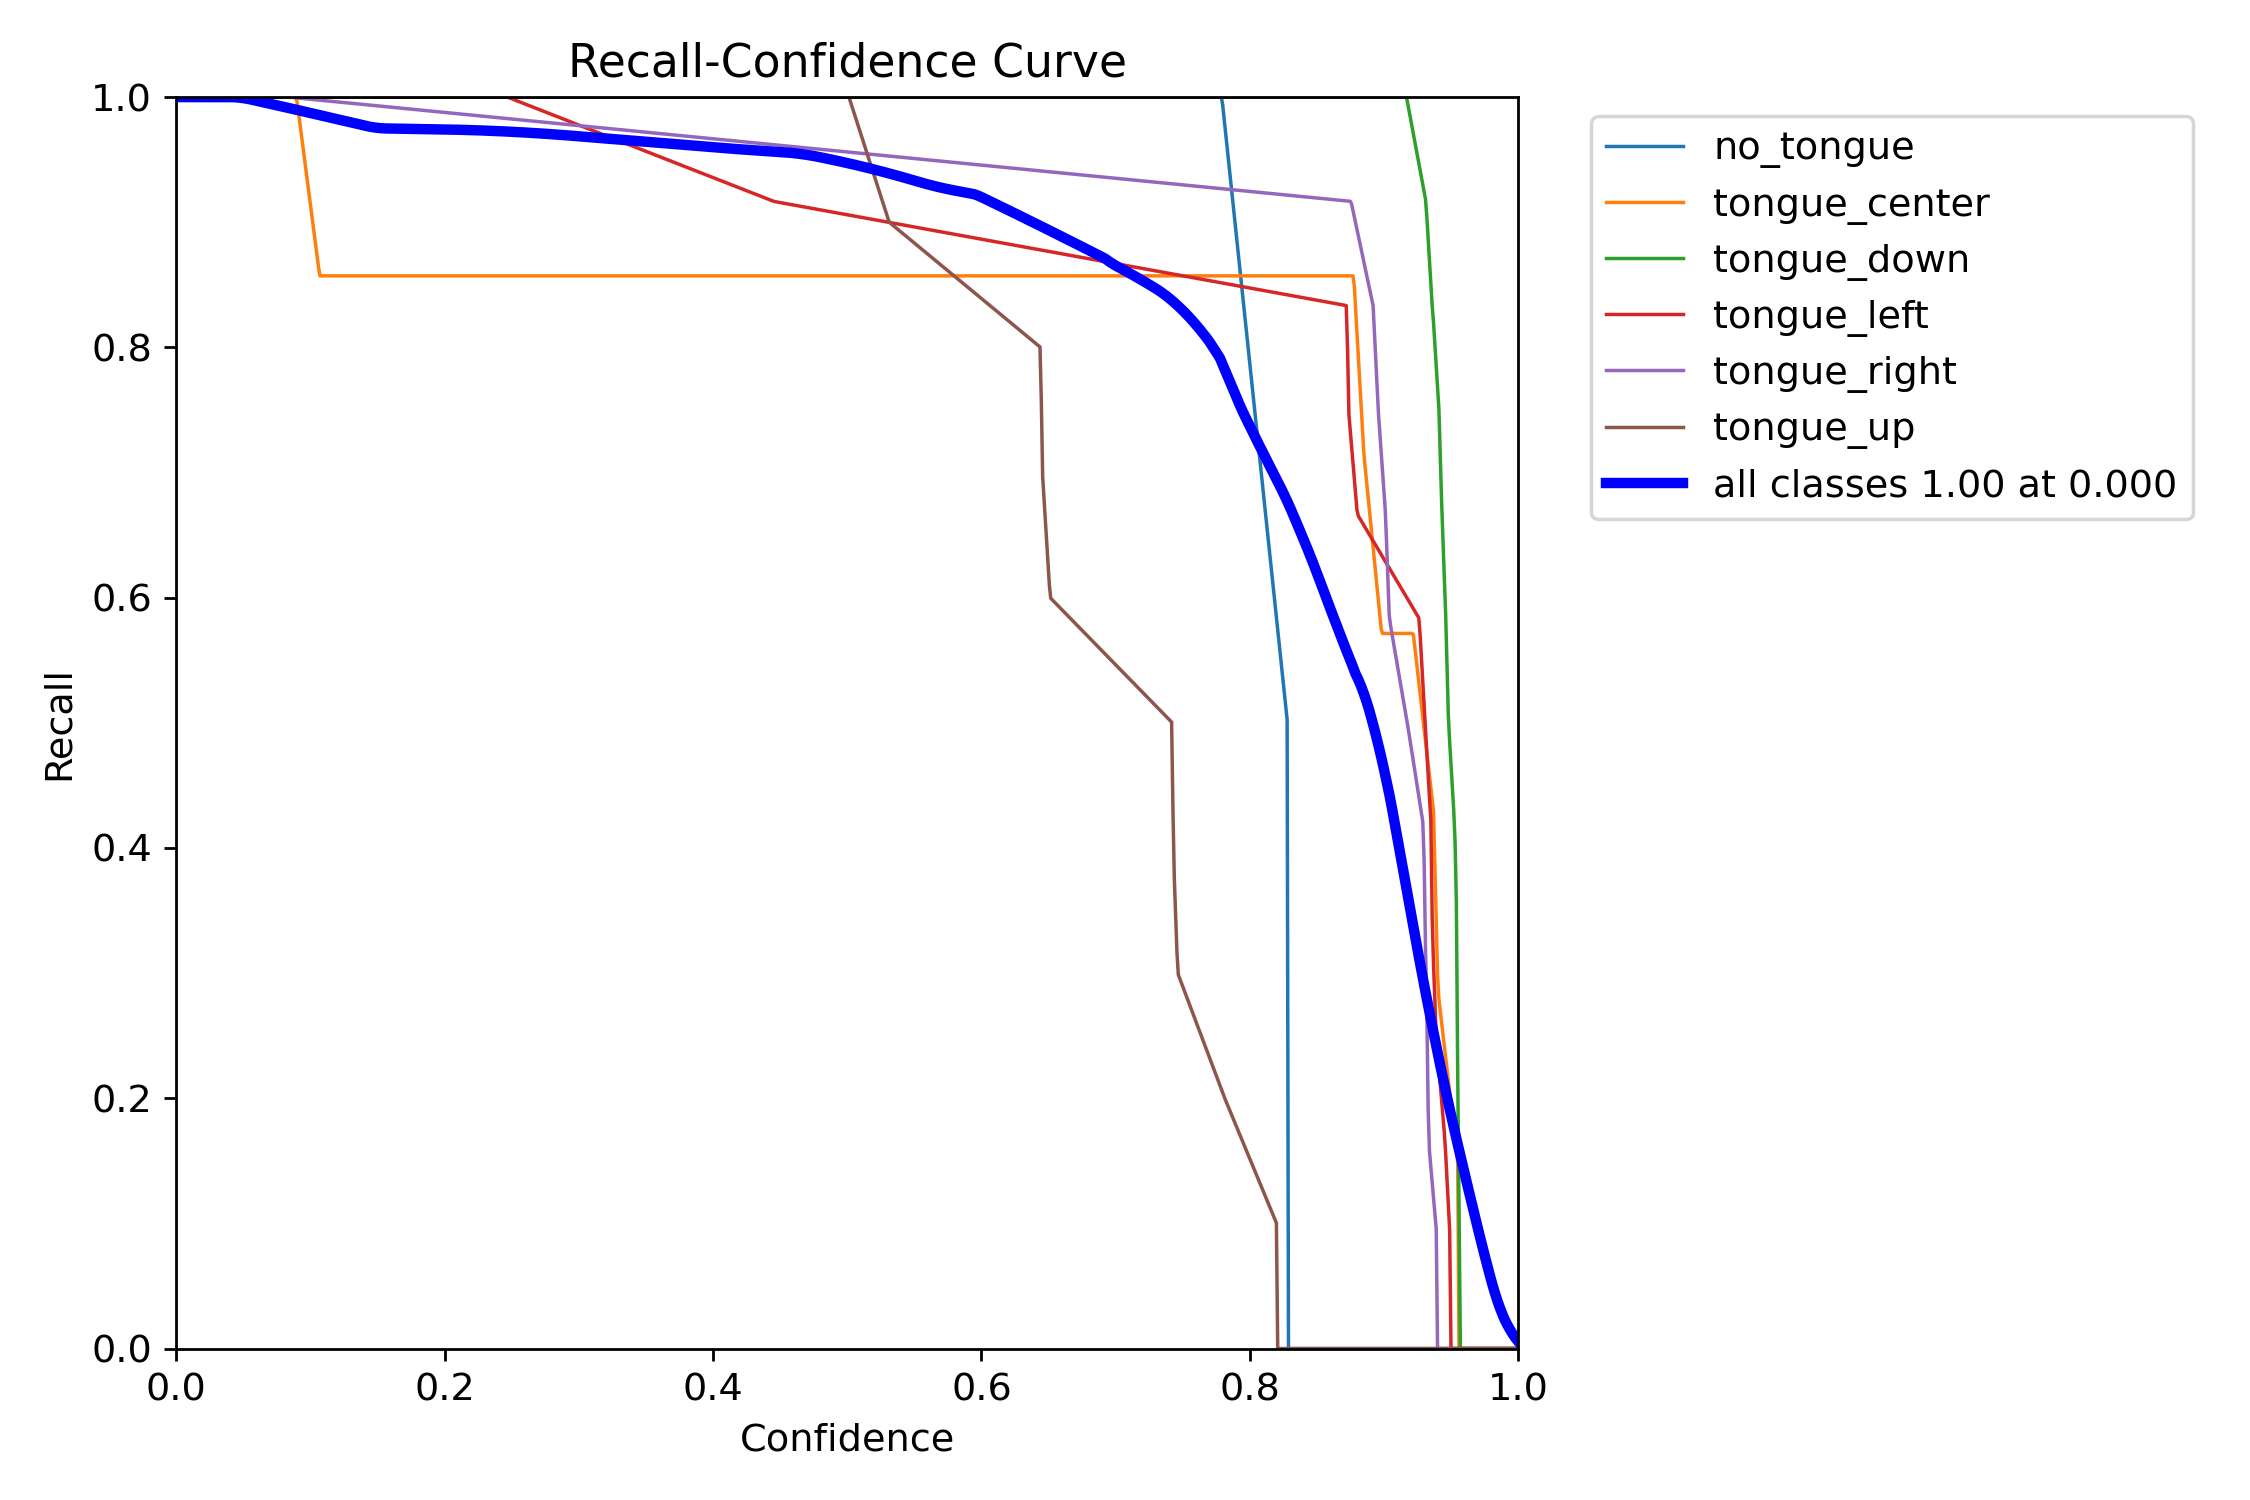 Recall-Confidence Curve
1.0
0.8
0.6
0.4
0.2
0.0
Recall
0.0 0.2 0.4 0.6 0.8 1.0
Confidence
no_tongue
tongue_center
tongue_down
tongue_left
tongue_right
tongue_up
all classes 1.00 at 0.000